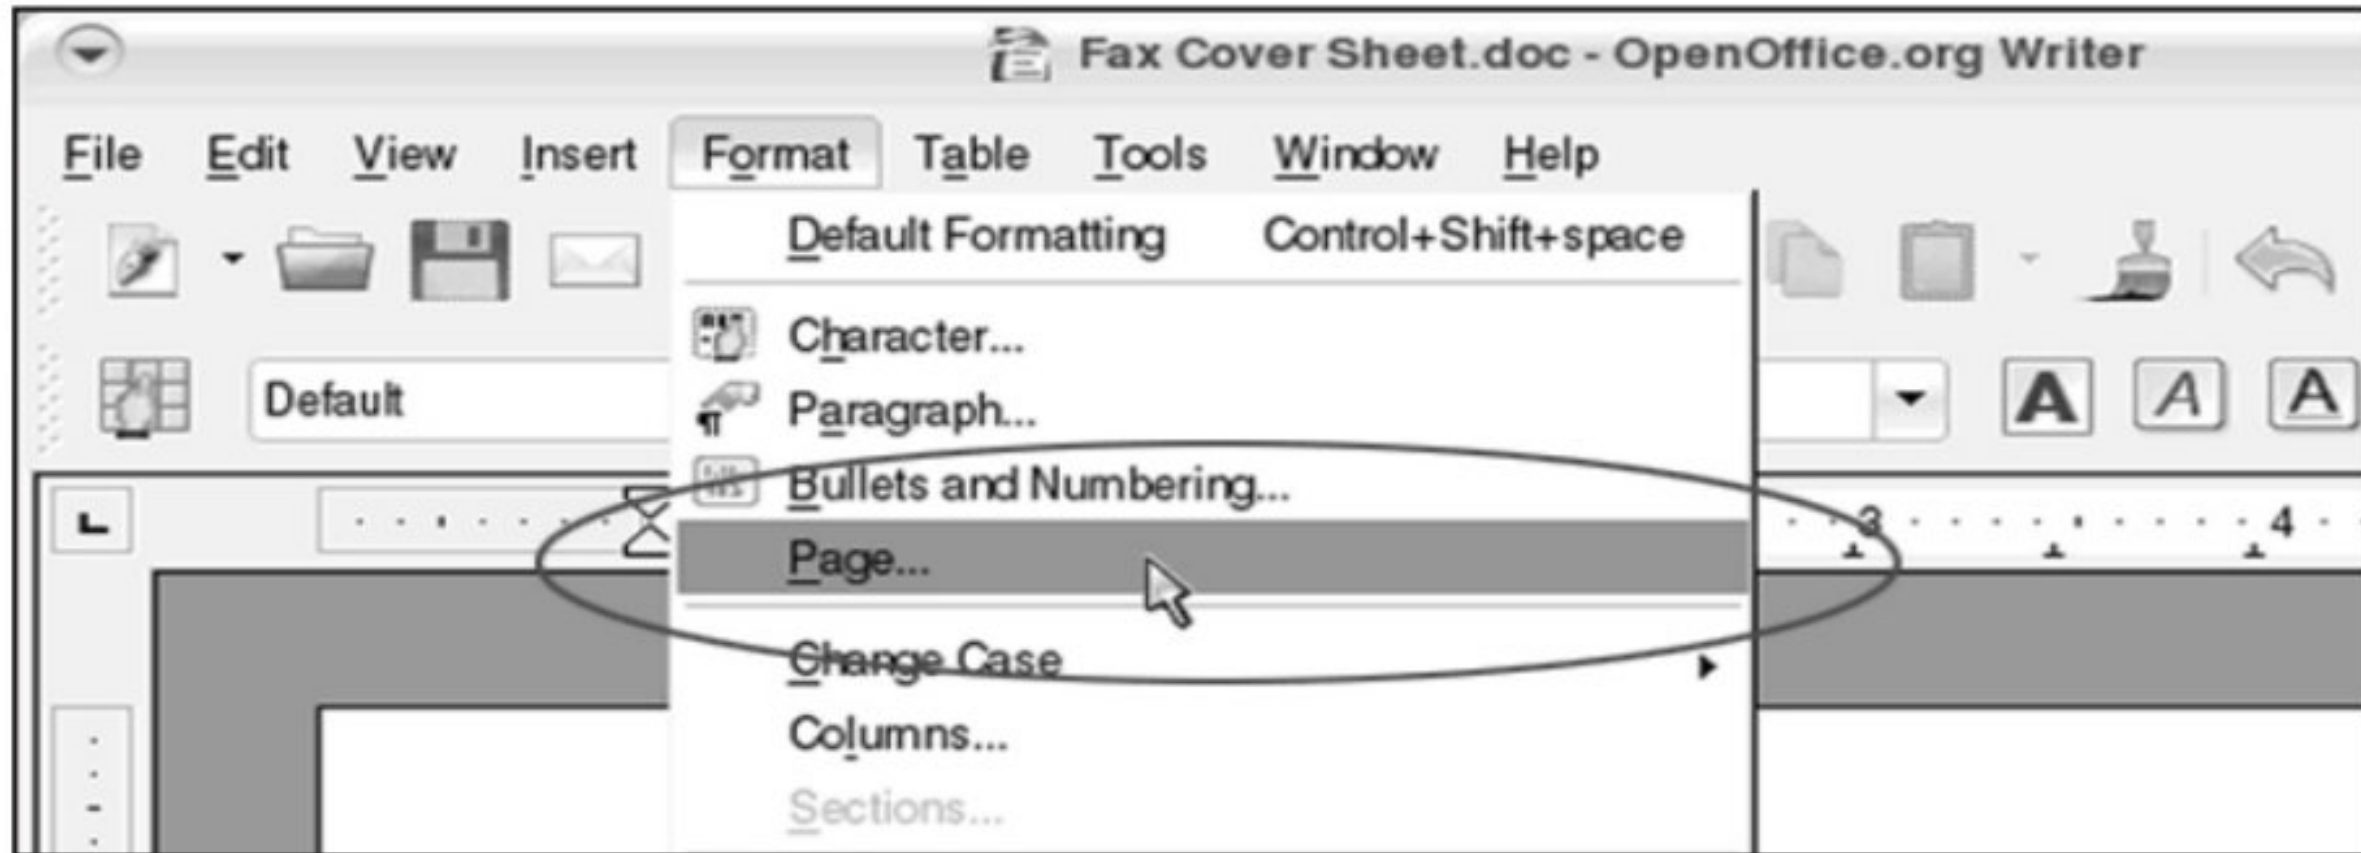 Fax Cover Sheet.doc - OpenOffice.org Writer
File Edit View Insert Format Table Tools Window Help
Default Formatting Control+Shift+space
Character...
Default
Paragraph...
A A A
Bullets and Numbering...
3 4
Page...
Change Case
Columns...
Sections...